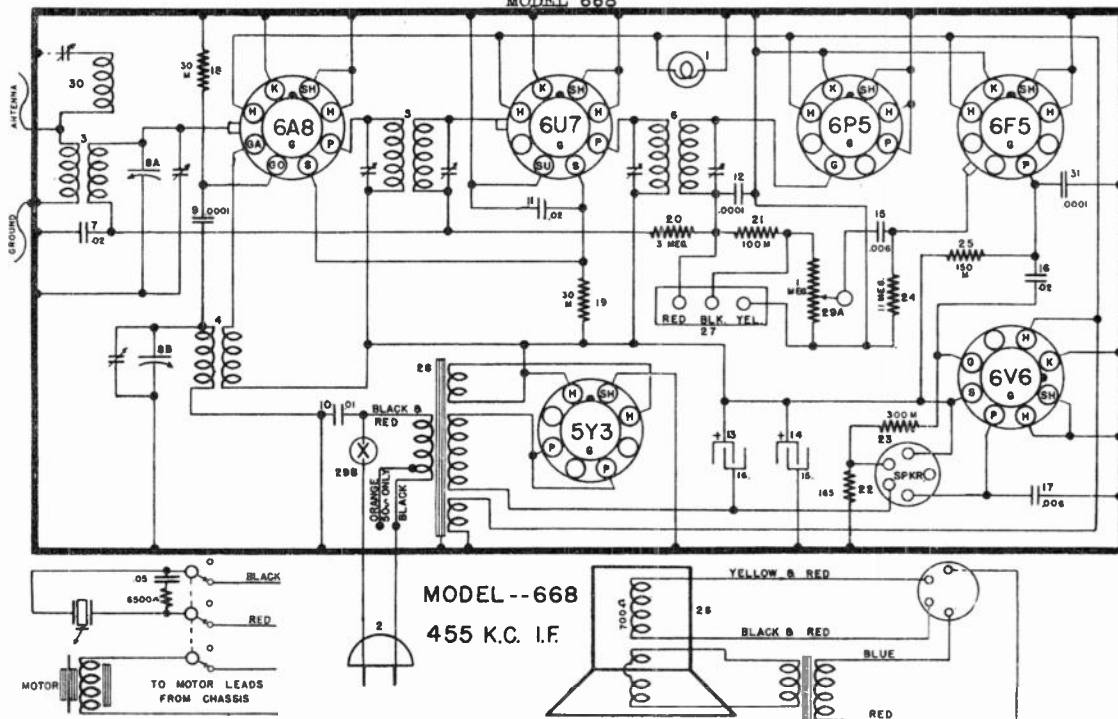 MODEL 668
ANTENNA
GROUND
30
3
8A
7
.02
30
M
18
9
.0001
K
SH
H
H
6A8
GA
P
G
GO
S
3
K
SH
H
H
6U7
P
G
SU
S
11
.02
1
6
12
.0001
K
SH
H
H
6P5
P
G
G
K
SH
H
H
6F5
G
P
31
.0001
20
3 MEG.
21
100M
15
.006
1
MEG.
29A
11 MEG.
24
25
150
M
16
.02
30
M
19
RED BLK. YEL.
27
4
8B
10
.01
BLACK &
RED
29B
ORANGE
50~ ONLY
BLACK
28
H
SH
H
5Y3
P
G
P
+ 13
16.
+ 14
16.
300M
23
165
22
SPKR.
17
.006
H
G
K
6V6
S
SH
G
P
H
.05
6500Ω
BLACK
RED
MOTOR
TO MOTOR LEADS
FROM CHASSIS
2
MODEL--668
455 K.C. I.F.
700Ω
YELLOW & RED
26
BLACK & RED
BLUE
RED